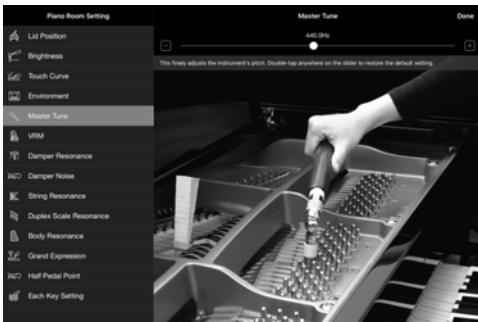 Piano Room Setting
Master Tune
Done
Lid Position
Brightness
Touch Curve
Environment
Master Tune
VRM
Damper Resonance
Damper Noise
String Resonance
Duplex Scale Resonance
Body Resonance
Grand Expression
Half Pedal Point
Each Key Setting
440.0Hz
This finely adjusts the instrument's pitch. Double-tap anywhere on the slider to restore the default setting.